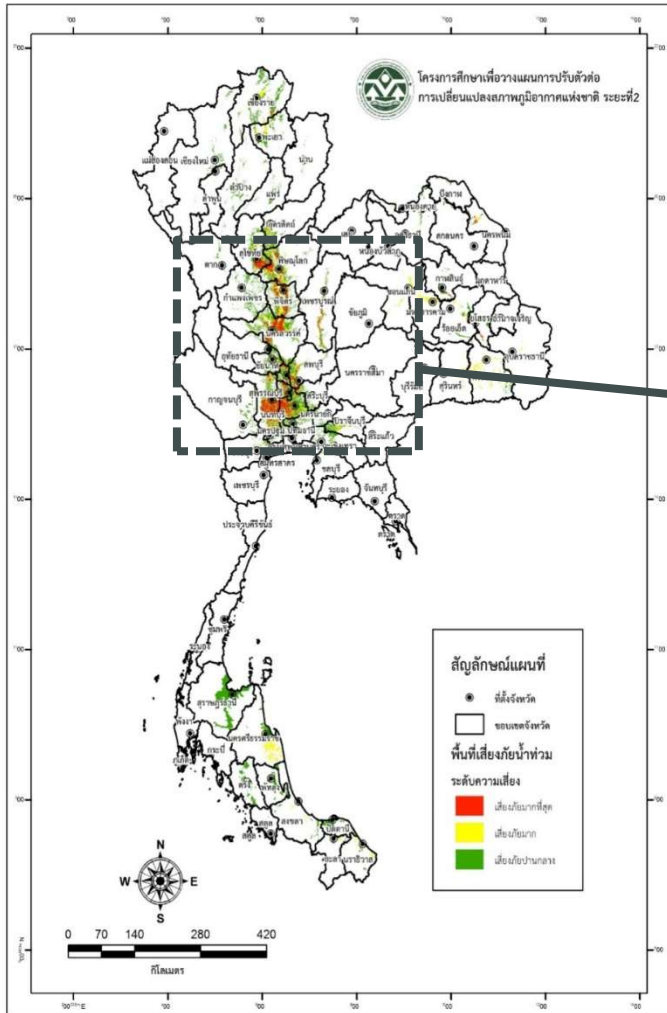 โครงการศึกษาเพื่อวางแผนการปรับตัวต่อ
การเปลี่ยนแปลงสภาพภูมิอากาศแห่งชาติ ระยะที่2
เชียงราย
พะเยา
แม่ฮ่องสอน
เชียงใหม่
น่าน
ลำปาง
ลำพูน
แพร่
อุตรดิตถ์
บึงกาฬ
หนองคาย
เลย
อุดรธานี
สกลนคร
นครพนม
หนองบัวลำภู
สุโขทัย
ตาก
พิษณุโลก
กำแพงเพชร
พิจิตร
เพชรบูรณ์
ขอนแก่น
กาฬสินธุ์
มุกดาหาร
ชัยภูมิ
มหาสารคาม
ร้อยเอ็ด
ยโสธร
อำนาจเจริญ
นครสวรรค์
อุทัยธานี
ชัยนาท
ลพบุรี
นครราชสีมา
บุรีรัมย์
สุรินทร์
อุบลราชธานี
กาญจนบุรี
สุพรรณบุรี
สระบุรี
นนทบุรี
นครนายก
ปราจีนบุรี
นครปฐม
ปทุมธานี
สระแก้ว
สมุทรสาคร
ชลบุรี
เพชรบุรี
ระยอง
จันทบุรี
ตราด
ตราด
ประจวบคีรีขันธ์
ชุมพร
ระนอง
สุราษฎร์ธานี
พังงา
นครศรีธรรมราช
กระบี่
ภูเก็ต
ตรัง
พัทลุง
สงขลา
สตูล
สตูล
ปัตตานี
ยะลา
นราธิวาส
สัญลักษณ์แผนที่
ที่ตั้งจังหวัด
ขอบเขตจังหวัด
พื้นที่เสี่ยงภัยน้ำท่วม
ระดับความเสี่ยง
เสี่ยงภัยมากที่สุด
เสี่ยงภัยมาก
เสี่ยงภัยปานกลาง
N
W
E
S
0 70 140 280 420
กิโลเมตร